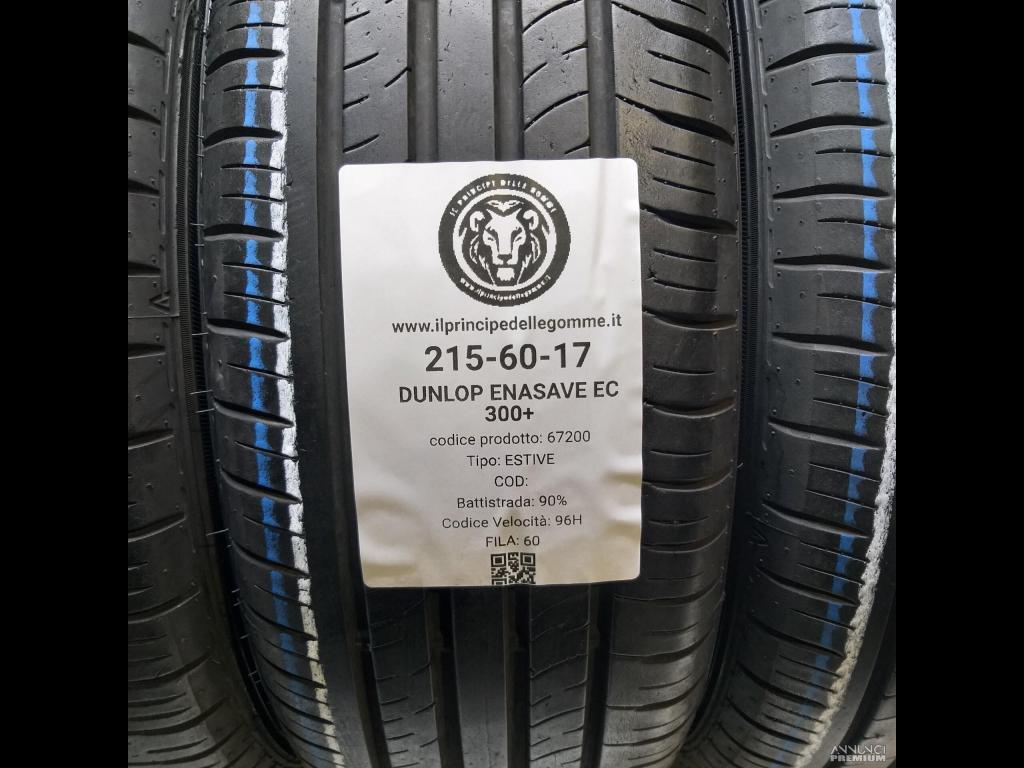 IL PRINCIPE DELLE GOMME
www.ilprincipedellegomme.it
www.ilprincipedellegomme.it
215-60-17
DUNLOP ENASAVE EC
300+
codice prodotto: 67200
Tipo: ESTIVE
COD:
Battistrada: 90%
Codice Velocità: 96H
FILA: 60
ANNUNCI
PREMIUM